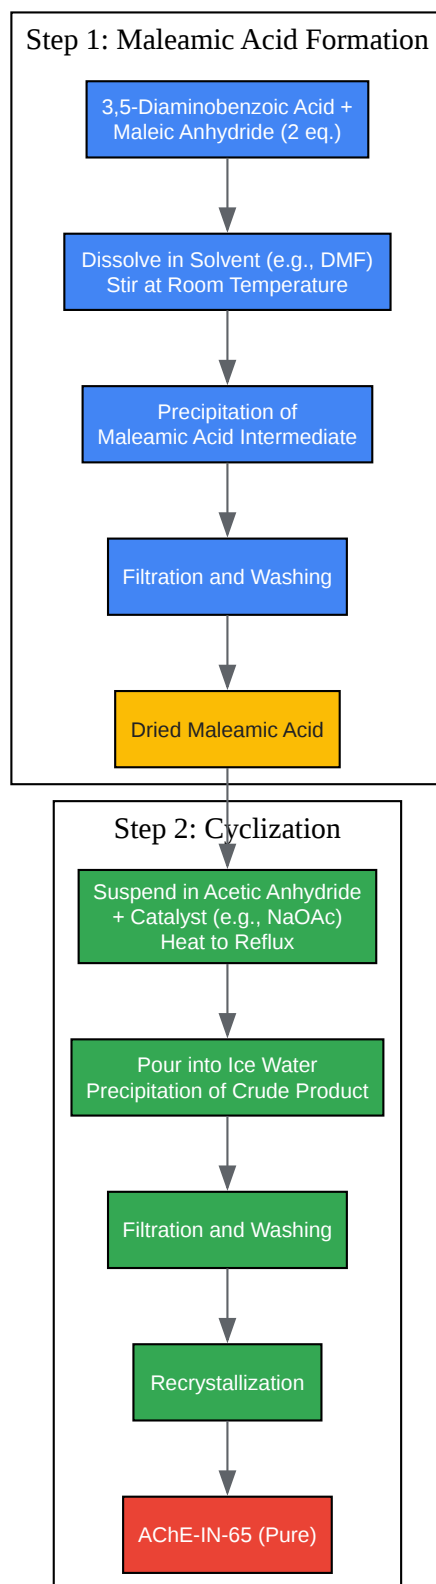 Step 1: Maleamic Acid Formation
3,5-Diaminobenzoic Acid +
Maleic Anhydride (2 eq.)
Dissolve in Solvent (e.g., DMF)
Stir at Room Temperature
Precipitation of
Maleamic Acid Intermediate
Filtration and Washing
Dried Maleamic Acid
Step 2: Cyclization
Suspend in Acetic Anhydride
+ Catalyst (e.g., NaOAc)
Heat to Reflux
Pour into Ice Water
Precipitation of Crude Product
Filtration and Washing
Recrystallization
AChE-IN-65 (Pure)